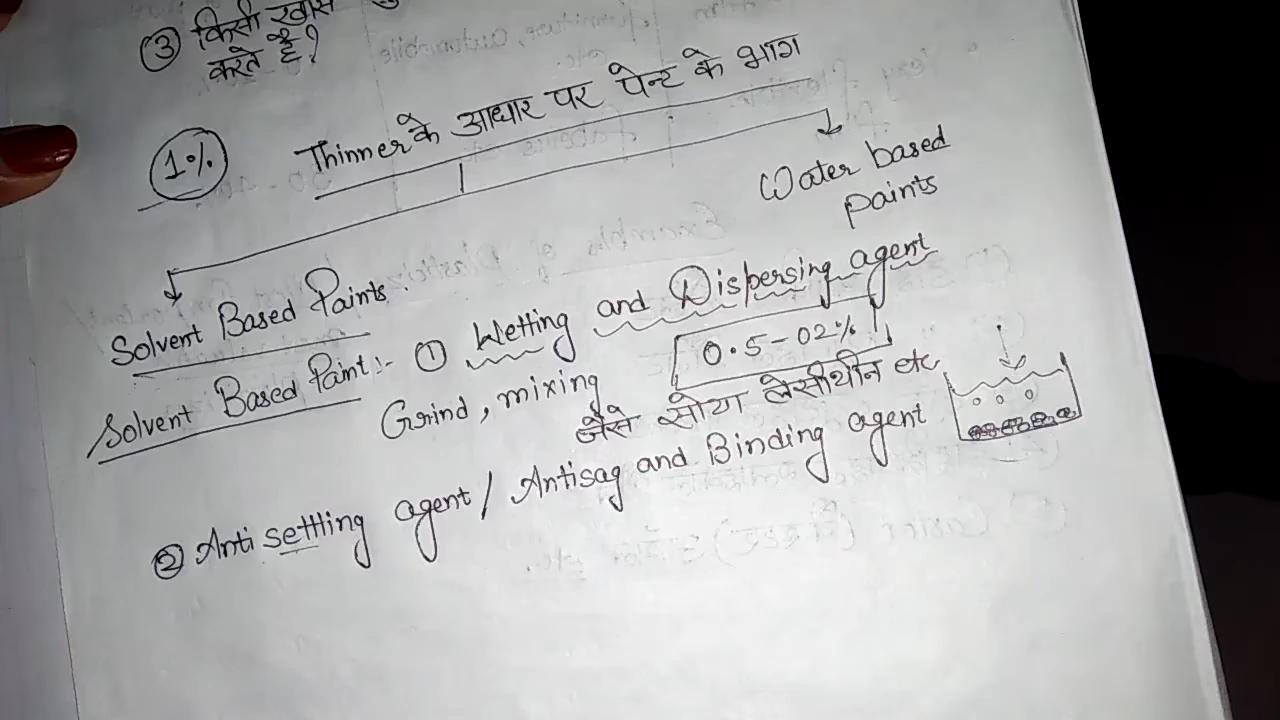 ③ किसी खास
करते है?
1%
Thinner के आधार पर पेन्ट के भाग
Water based
paints
Solvent Based Paints.
Solvent Based Paint:- ① Wetting and Dispersing agent
0.5-02%
Grind, mixing
जैसे सोया लेसीथीन etc
② Anti settling agent / Antisag and Binding agent